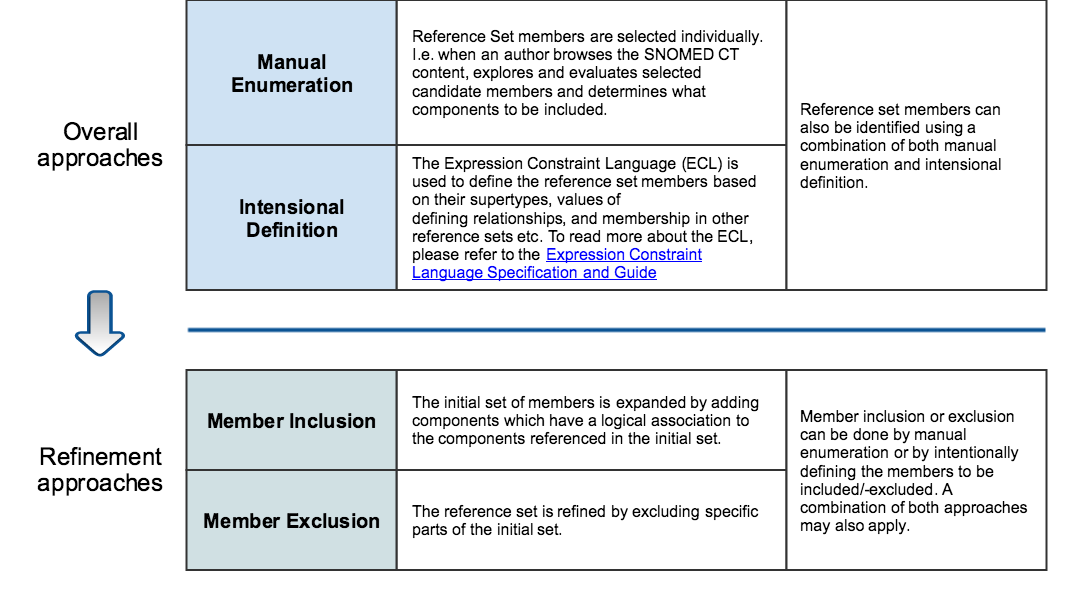 Overall
approaches
Manual
Enumeration
Reference Set members are selected individually.
I.e. when an author browses the SNOMED CT
content, explores and evaluates selected
candidate members and determines what
components to be included.
Intensional
Definition
The Expression Constraint Language (ECL) is
used to define the reference set members based
on their supertypes, values of
defining relationships, and membership in other
reference sets etc. To read more about the ECL,
please refer to the Expression Constraint
Language Specification and Guide
Reference set members can
also be identified using a
combination of both manual
enumeration and intensional
definition.
Refinement
approaches
Member Inclusion
The initial set of members is expanded by adding
components which have a logical association to
the components referenced in the initial set.
Member Exclusion
The reference set is refined by excluding specific
parts of the initial set.
Member inclusion or exclusion
can be done by manual
enumeration or by intentionally
defining the members to be
included/-excluded. A
combination of both approaches
may also apply.